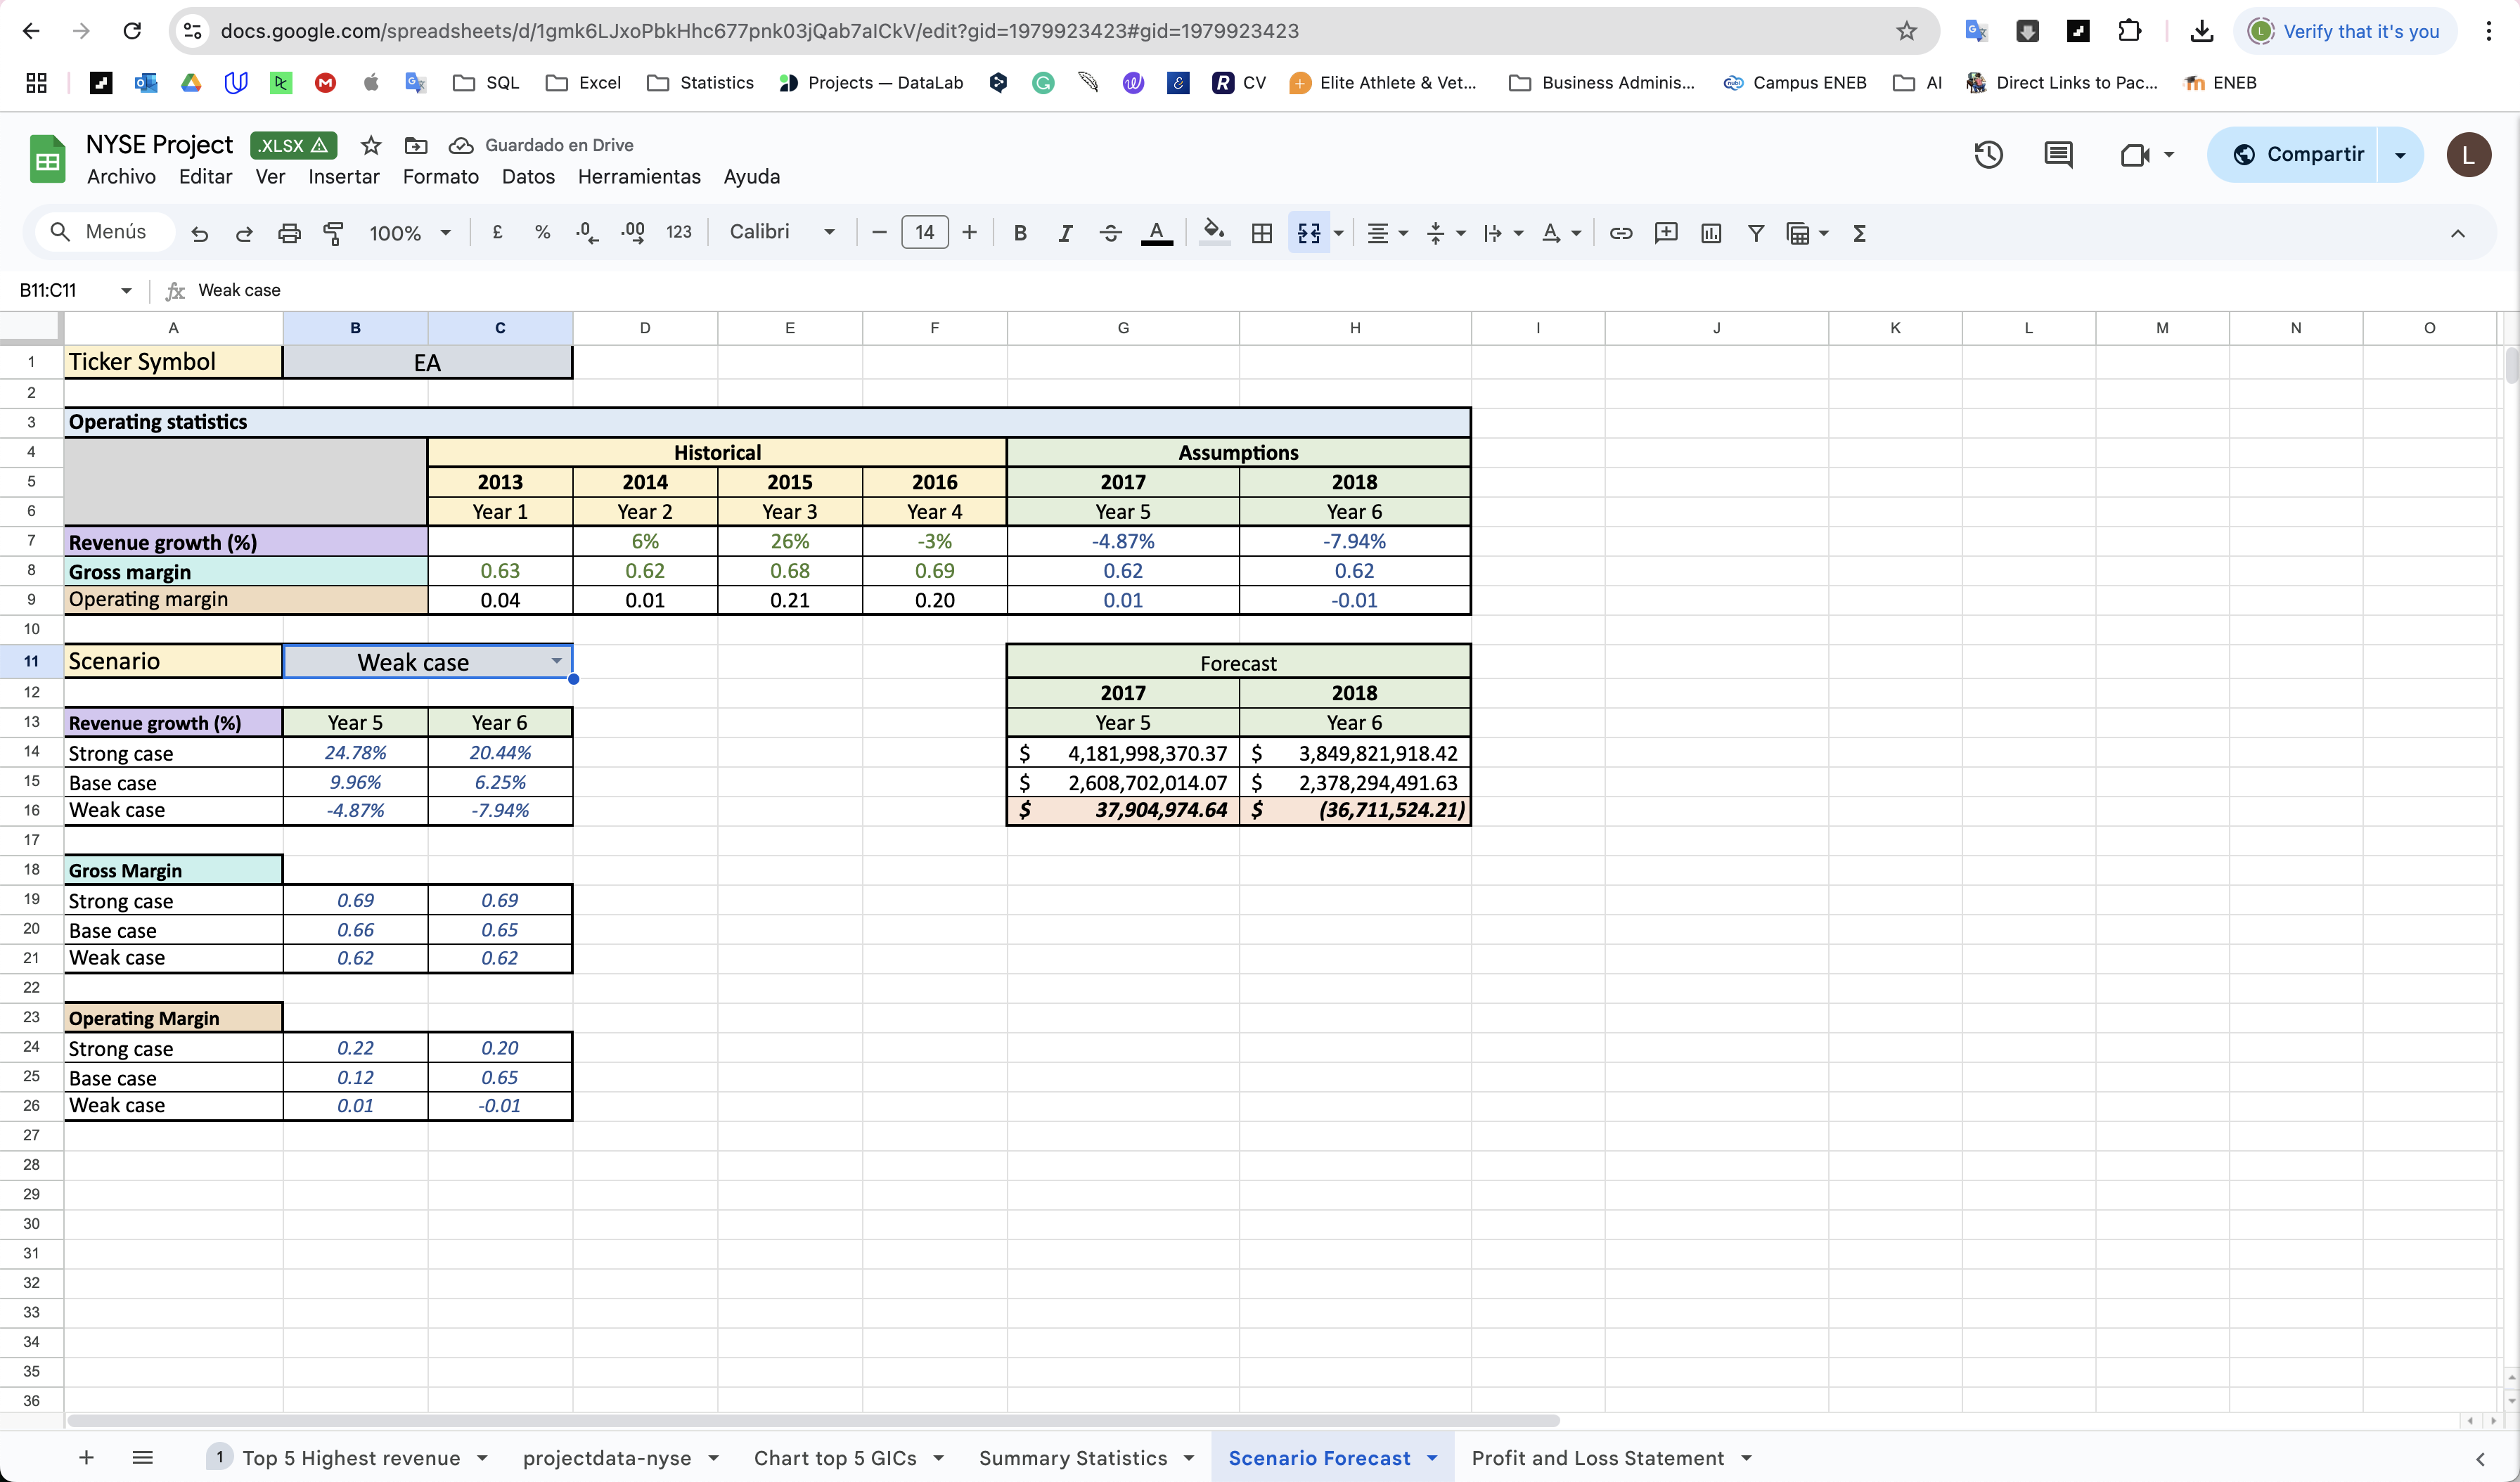 docs.google.com/spreadsheets/d/1gmk6LJxoPbkHhc677pnk03jQab7alCkV/edit?gid=1979923423#gid=1979923423
L Verify that it's you
SQL Excel Statistics Projects — DataLab CV Elite Athlete & Vet... Business Adminis... Campus ENEB AI Direct Links to Pac... ENEB
NYSE Project .XLSX Guardado en Drive
Archivo Editar Ver Insertar Formato Datos Herramientas Ayuda
Compartir L
Menús 100% £ % .0 .00 123 Calibri 14 B I A
B11:C11 fx Weak case
A B C D E F G H I J K L M N O
1 Ticker Symbol EA
2
3 Operating statistics
4 Historical Assumptions
5 2013 2014 2015 2016 2017 2018
6 Year 1 Year 2 Year 3 Year 4 Year 5 Year 6
7 Revenue growth (%) 6% 26% -3% -4.87% -7.94%
8 Gross margin 0.63 0.62 0.68 0.69 0.62 0.62
9 Operating margin 0.04 0.01 0.21 0.20 0.01 -0.01
10
11 Scenario Weak case Forecast
12 2017 2018
13 Revenue growth (%) Year 5 Year 6 Year 5 Year 6
14 Strong case 24.78% 20.44% $ 4,181,998,370.37 $ 3,849,821,918.42
15 Base case 9.96% 6.25% $ 2,608,702,014.07 $ 2,378,294,491.63
16 Weak case -4.87% -7.94% $ 37,904,974.64 $ (36,711,524.21)
17
18 Gross Margin
19 Strong case 0.69 0.69
20 Base case 0.66 0.65
21 Weak case 0.62 0.62
22
23 Operating Margin
24 Strong case 0.22 0.20
25 Base case 0.12 0.65
26 Weak case 0.01 -0.01
27
28
29
30
31
32
33
34
35
36
1 Top 5 Highest revenue projectdata-nyse Chart top 5 GICs Summary Statistics Scenario Forecast Profit and Loss Statement